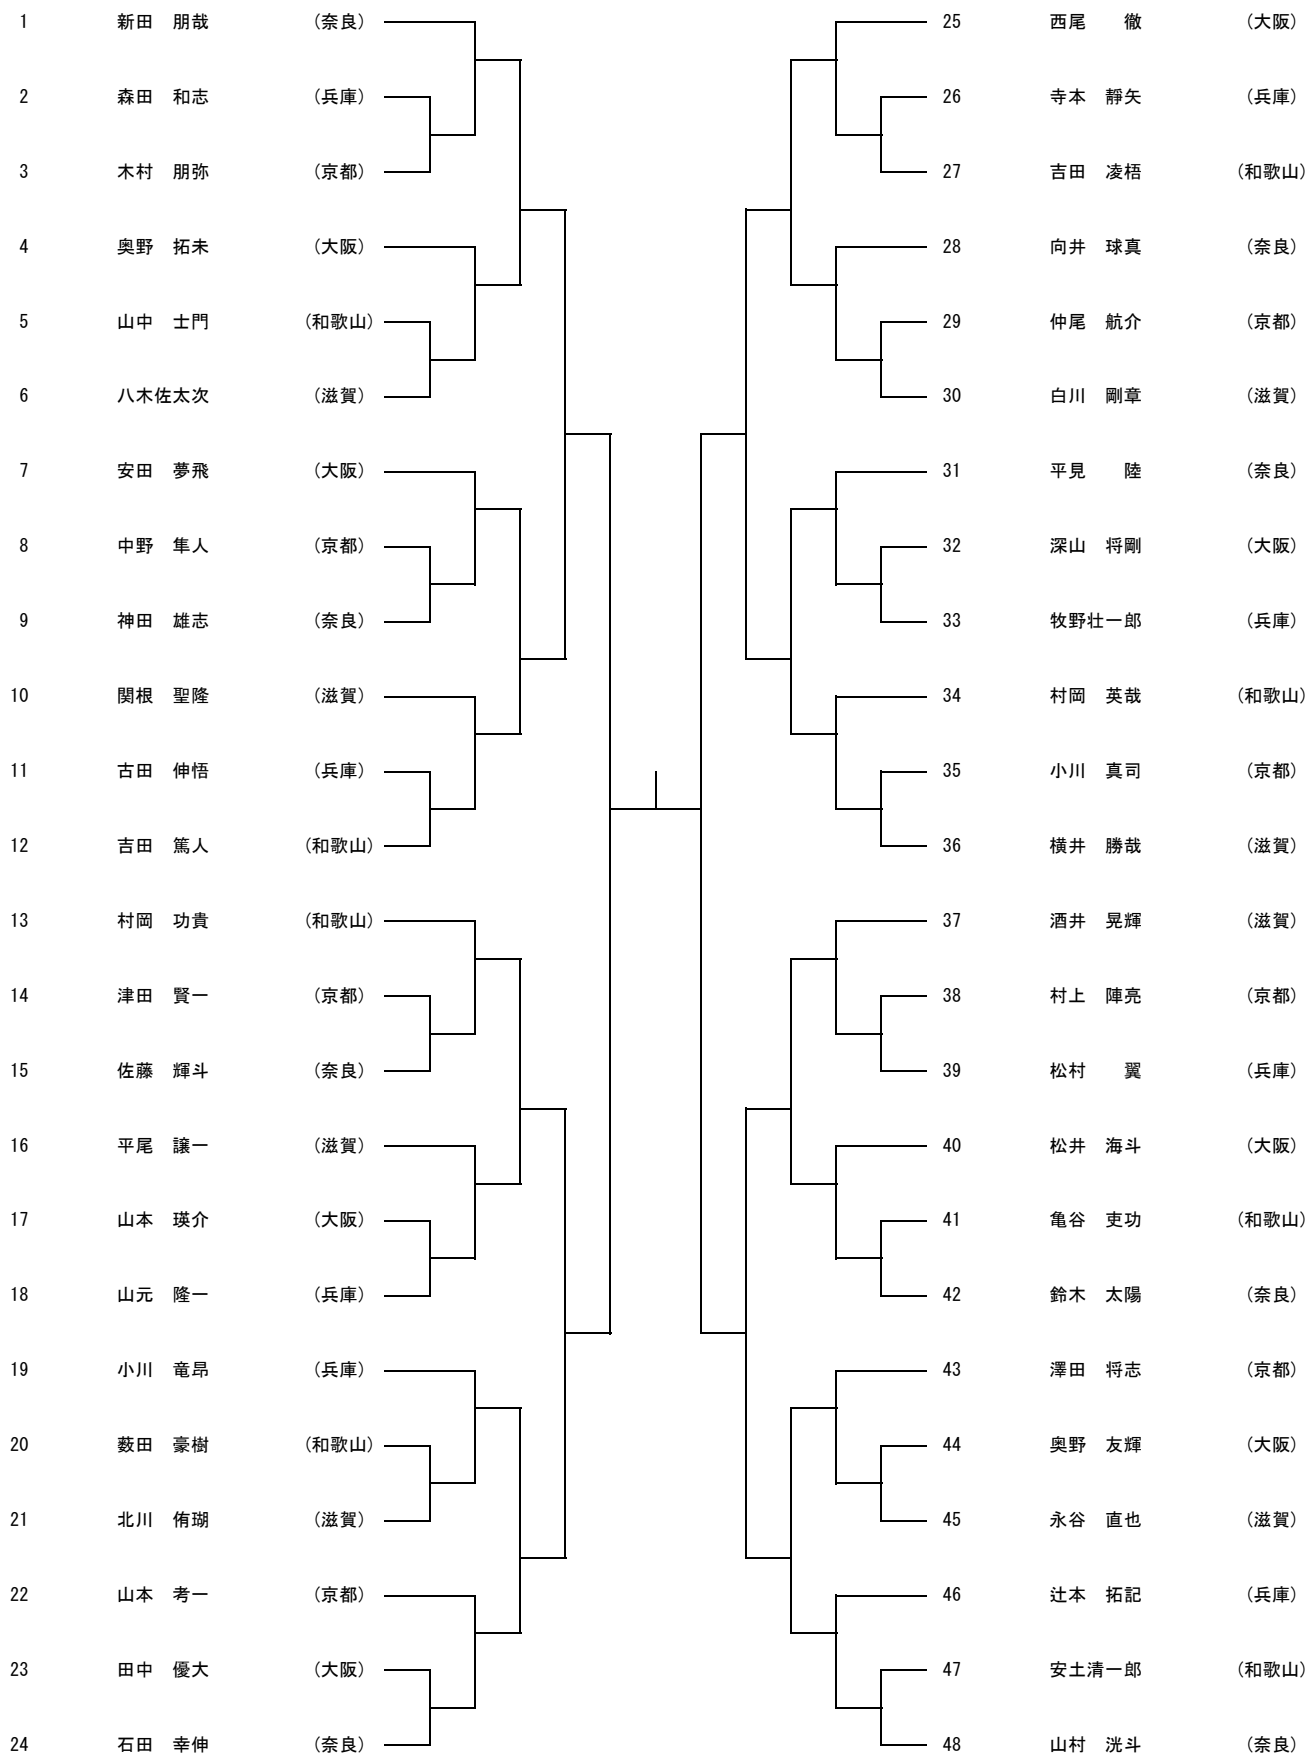 1 新田　朋哉 （奈良）
2 森田　和志 （兵庫）
3 木村　朋弥 （京都）
4 奥野　拓未 （大阪）
5 山中　士門 （和歌山）
6 八木佐太次 （滋賀）
7 安田　夢飛 （大阪）
8 中野　隼人 （京都）
9 神田　雄志 （奈良）
10 関根　聖隆 （滋賀）
11 古田　伸悟 （兵庫）
12 吉田　篤人 （和歌山）
13 村岡　功貴 （和歌山）
14 津田　賢一 （京都）
15 佐藤　輝斗 （奈良）
16 平尾　譲一 （滋賀）
17 山本　瑛介 （大阪）
18 山元　隆一 （兵庫）
19 小川　竜昂 （兵庫）
20 薮田　豪樹 （和歌山）
21 北川　侑瑚 （滋賀）
22 山本　考一 （京都）
23 田中　優大 （大阪）
24 石田　幸伸 （奈良）
25 西尾　　徹 （大阪）
26 寺本　靜矢 （兵庫）
27 吉田　凌梧 （和歌山）
28 向井　球真 （奈良）
29 仲尾　航介 （京都）
30 白川　剛章 （滋賀）
31 平見　　陸 （奈良）
32 深山　将剛 （大阪）
33 牧野壮一郎 （兵庫）
34 村岡　英哉 （和歌山）
35 小川　真司 （京都）
36 横井　勝哉 （滋賀）
37 酒井　晃輝 （滋賀）
38 村上　陣亮 （京都）
39 松村　　翼 （兵庫）
40 松井　海斗 （大阪）
41 亀谷　吏功 （和歌山）
42 鈴木　太陽 （奈良）
43 澤田　将志 （京都）
44 奥野　友輝 （大阪）
45 永谷　直也 （滋賀）
46 辻本　拓記 （兵庫）
47 安土清一郎 （和歌山）
48 山村　洸斗 （奈良）